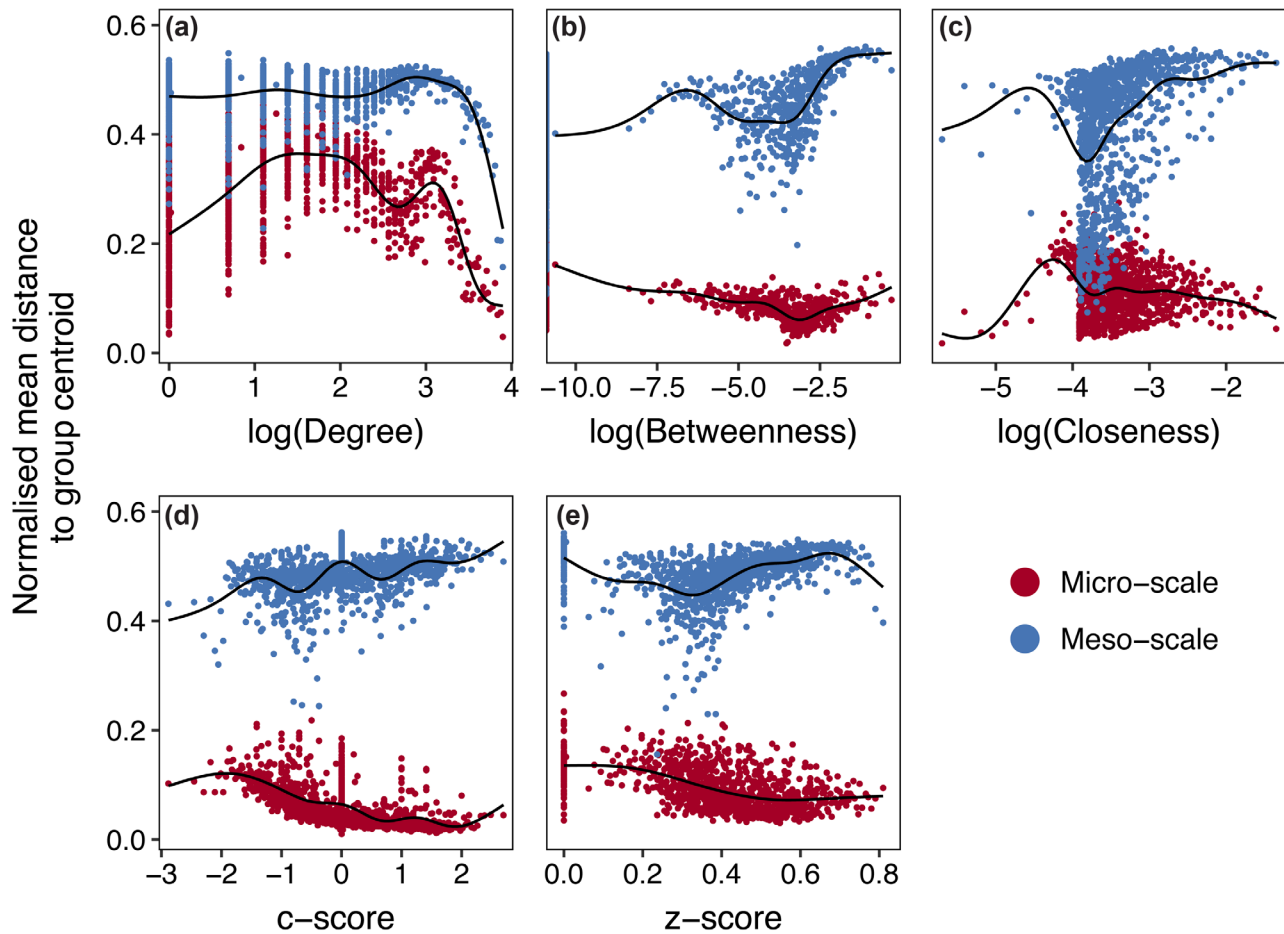 Normalised mean distance
to group centroid
(a)
0.6
0.4
0.2
0.0
0 1 2 3 4
log(Degree)
(b)
−10.0 −7.5 −5.0 −2.5
log(Betweenness)
(c)
−5 −4 −3 −2
log(Closeness)
(d)
0.6
0.4
0.2
0.0
−3 −2 −1 0 1 2
c−score
(e)
0.0 0.2 0.4 0.6 0.8
z−score
Micro−scale
Meso−scale